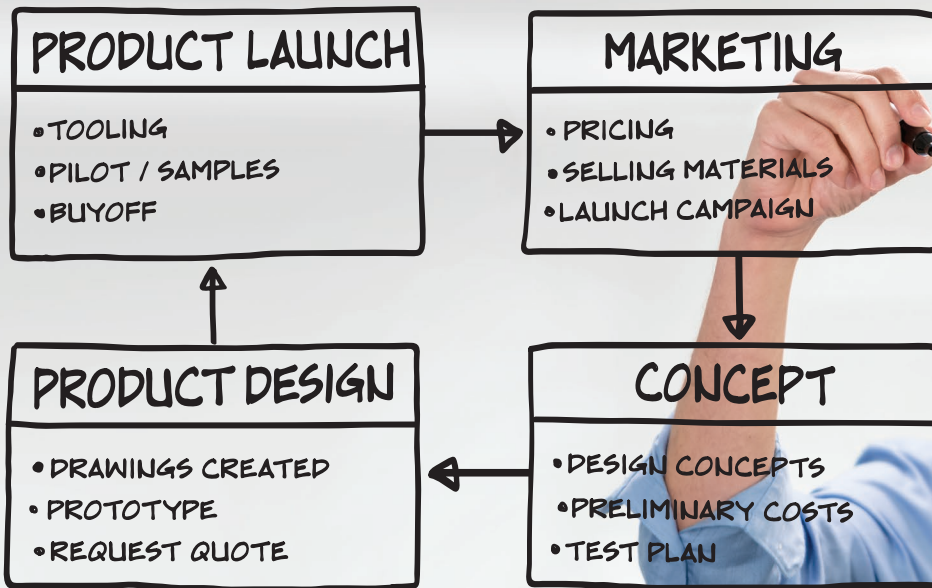 PRODUCT LAUNCH
• TOOLING
• PILOT / SAMPLES
• BUYOFF
MARKETING
• PRICING
• SELLING MATERIALS
• LAUNCH CAMPAIGN
PRODUCT DESIGN
• DRAWINGS CREATED
• PROTOTYPE
• REQUEST QUOTE
CONCEPT
• DESIGN CONCEPTS
• PRELIMINARY COSTS
• TEST PLAN